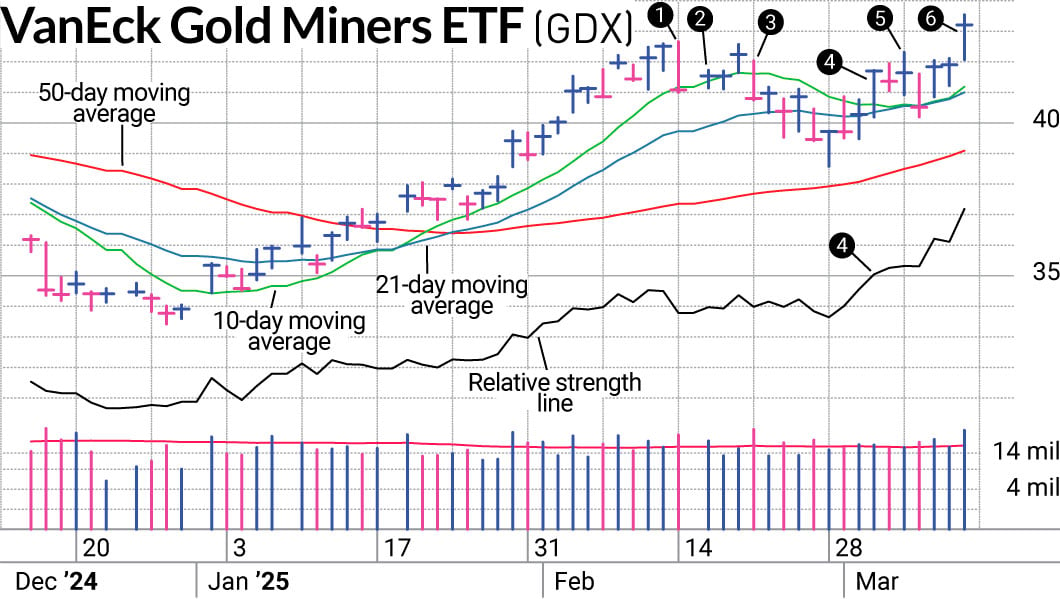 VanEck Gold Miners ETF (GDX)
1
2
3
4
5
6
50-day moving
average
40
4
35
21-day moving
average
10-day moving
average
Relative strength
line
14 mil
4 mil
20
3
17
31
14
28
Dec ’24
Jan ’25
Feb
Mar